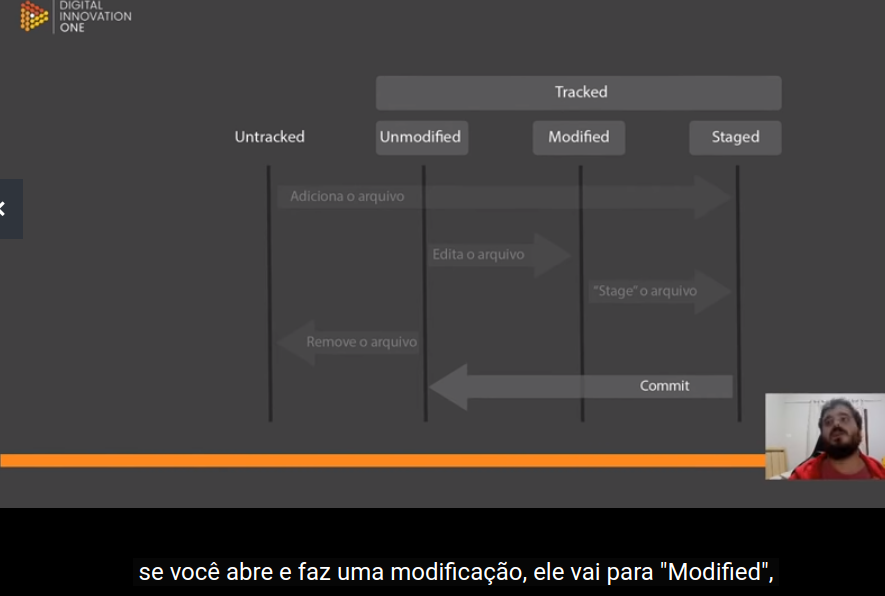 DIGITAL
INNOVATION
ONE
Tracked
Untracked
Unmodified
Modified
Staged
Adiciona o arquivo
Edita o arquivo
"Stage" o arquivo
Remove o arquivo
Commit
se você abre e faz uma modificação, ele vai para "Modified",